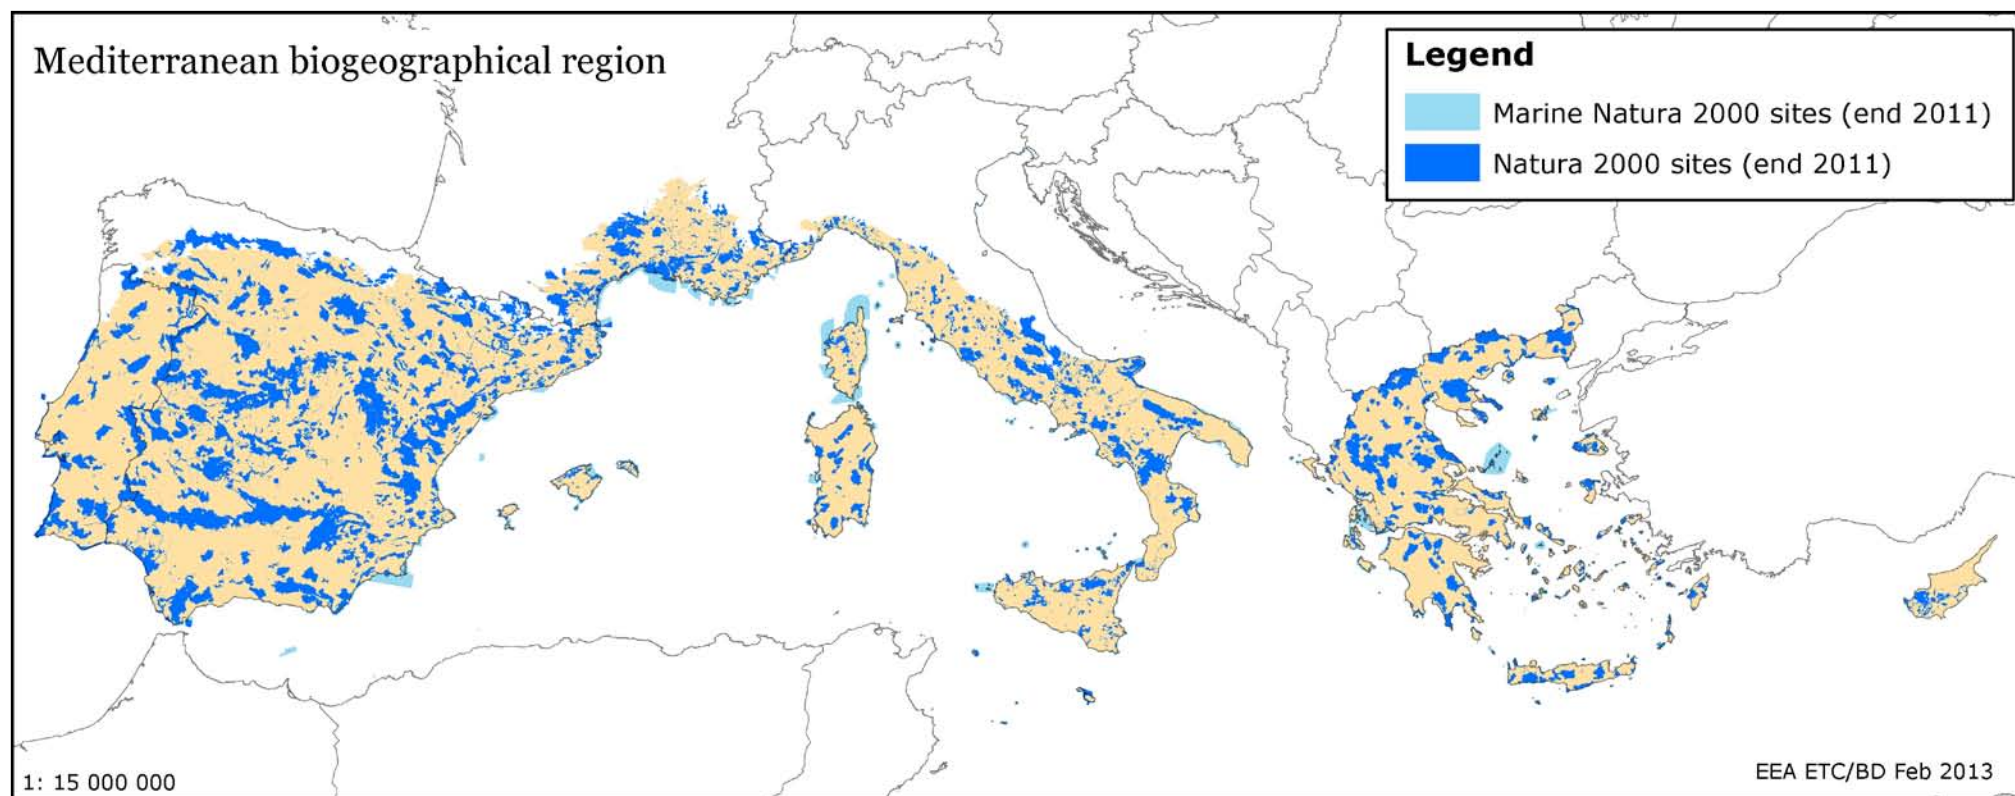 Mediterranean biogeographical region
Legend
Marine Natura 2000 sites (end 2011)
Natura 2000 sites (end 2011)
1: 15 000 000
EEA ETC/BD Feb 2013